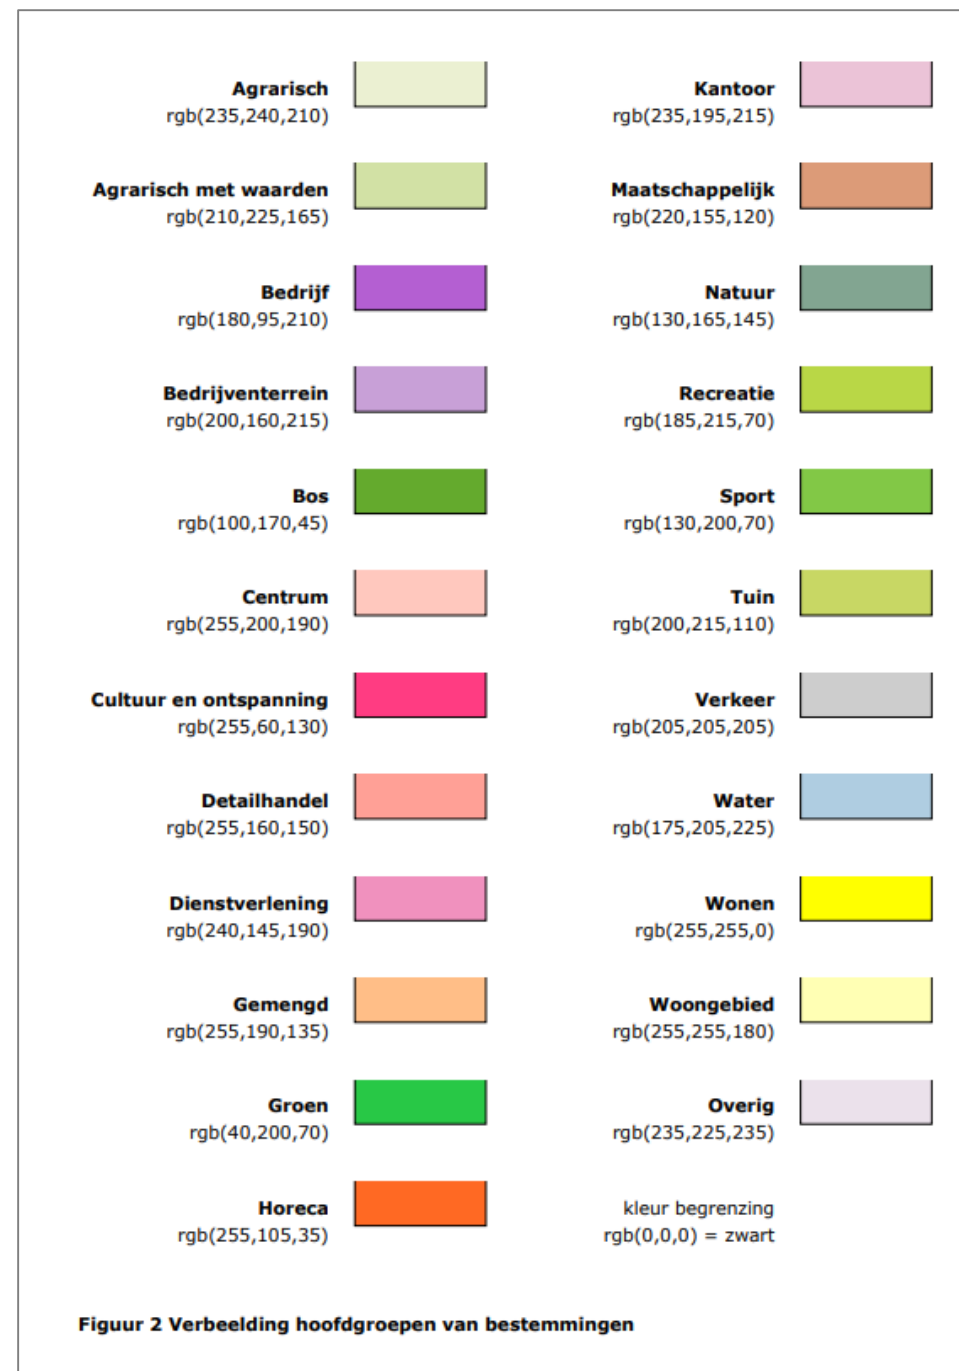 Agrarisch
rgb(235,240,210)
Agrarisch met waarden
rgb(210,225,165)
Bedrijf
rgb(180,95,210)
Bedrijventerrein
rgb(200,160,215)
Bos
rgb(100,170,45)
Centrum
rgb(255,200,190)
Cultuur en ontspanning
rgb(255,60,130)
Detailhandel
rgb(255,160,150)
Dienstverlening
rgb(240,145,190)
Gemengd
rgb(255,190,135)
Groen
rgb(40,200,70)
Horeca
rgb(255,105,35)
Kantoor
rgb(235,195,215)
Maatschappelijk
rgb(220,155,120)
Natuur
rgb(130,165,145)
Recreatie
rgb(185,215,70)
Sport
rgb(130,200,70)
Tuin
rgb(200,215,110)
Verkeer
rgb(205,205,205)
Water
rgb(175,205,225)
Wonen
rgb(255,255,0)
Woongebied
rgb(255,255,180)
Overig
rgb(235,225,235)
kleur begrenzing
rgb(0,0,0) = zwart
Figuur 2 Verbeelding hoofdgroepen van bestemmingen